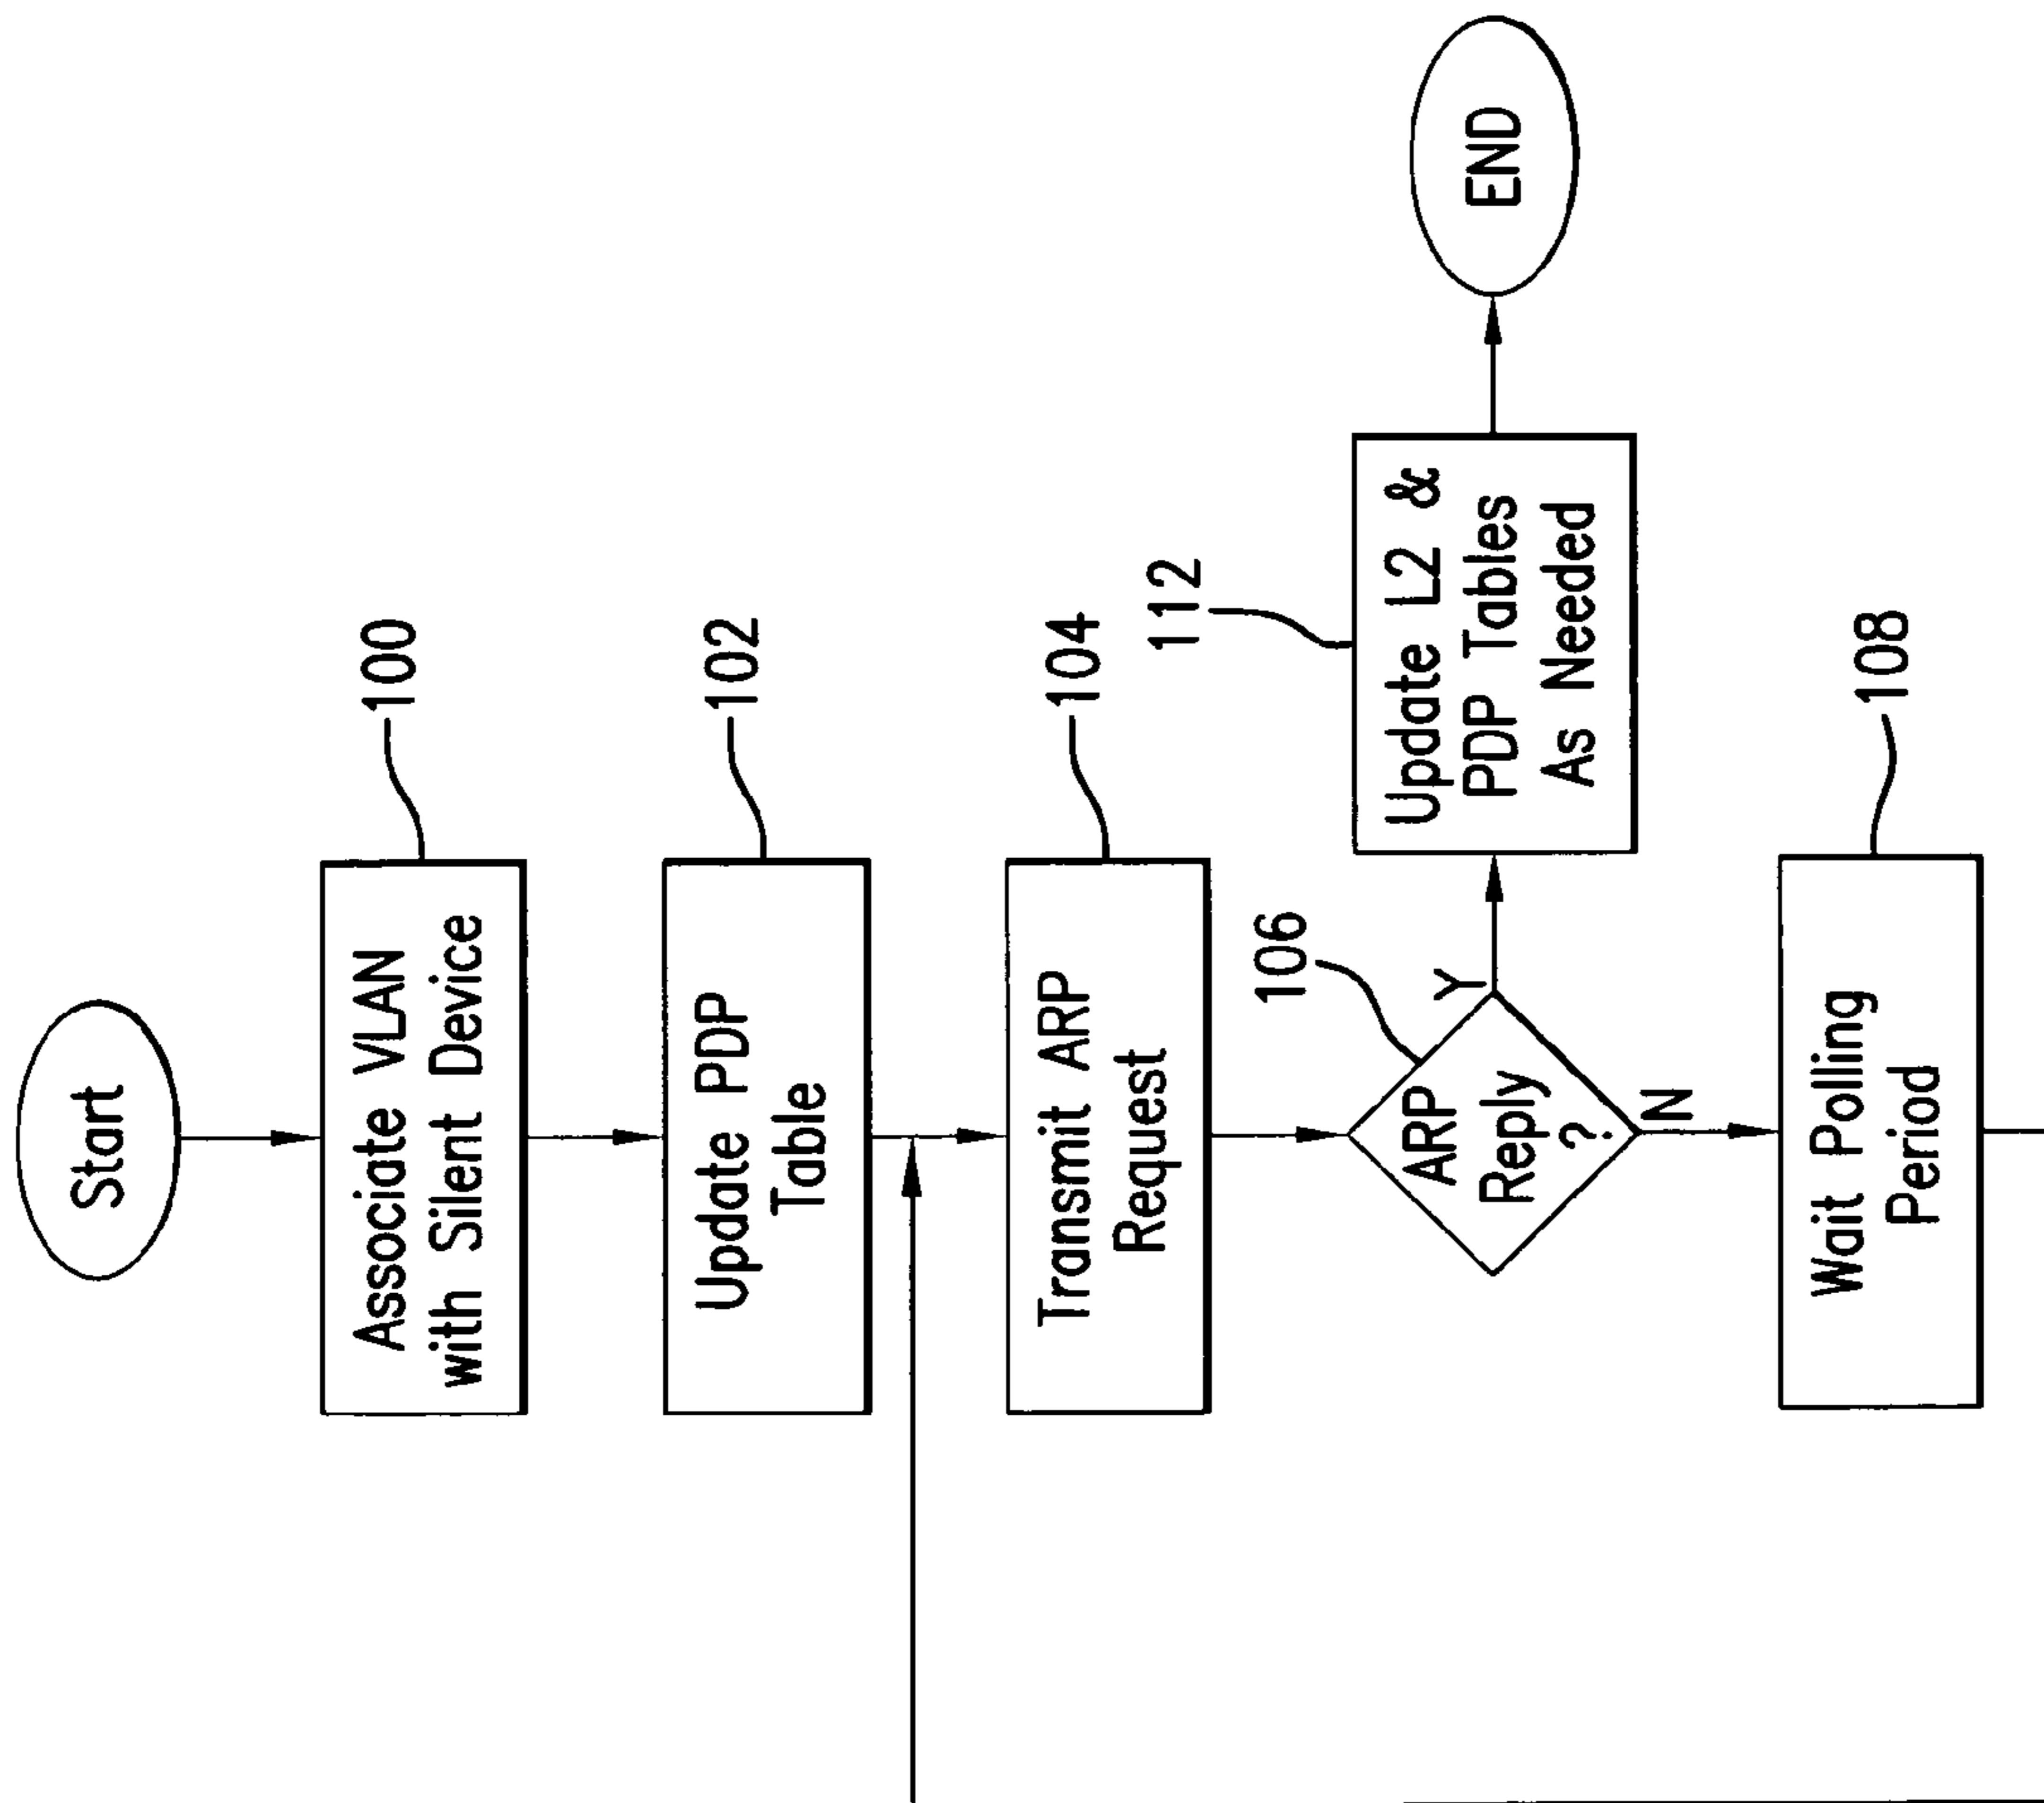 Start
Associate VLAN
with Silent Device
100
Update PDP
Table
102
Transmit ARP
Request
104
ARP
Reply
?
106
Y
N
Update L2 &
PDP Tables
As Needed
112
END
Wait Polling
Period
108